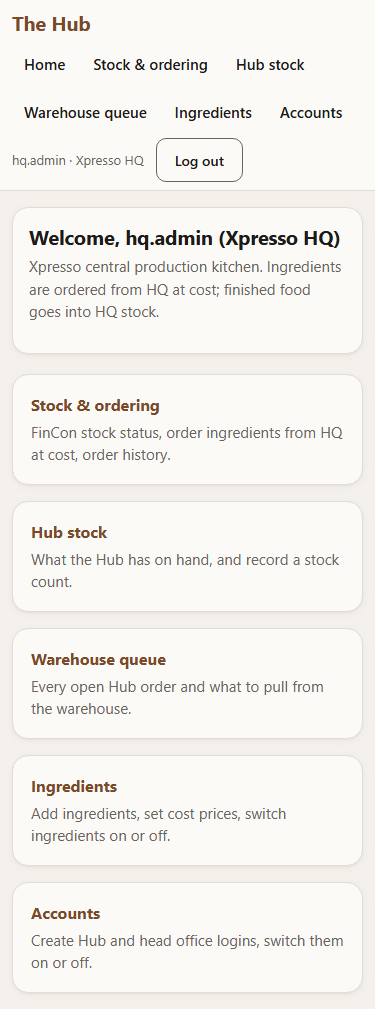 The Hub
Home Stock & ordering Hub stock
Warehouse queue Ingredients Accounts
hq.admin · Xpresso HQ Log out
Welcome, hq.admin (Xpresso HQ)
Xpresso central production kitchen. Ingredients
are ordered from HQ at cost; finished food
goes into HQ stock.
Stock & ordering
FinCon stock status, order ingredients from HQ
at cost, order history.
Hub stock
What the Hub has on hand, and record a stock
count.
Warehouse queue
Every open Hub order and what to pull from
the warehouse.
Ingredients
Add ingredients, set cost prices, switch
ingredients on or off.
Accounts
Create Hub and head office logins, switch them
on or off.